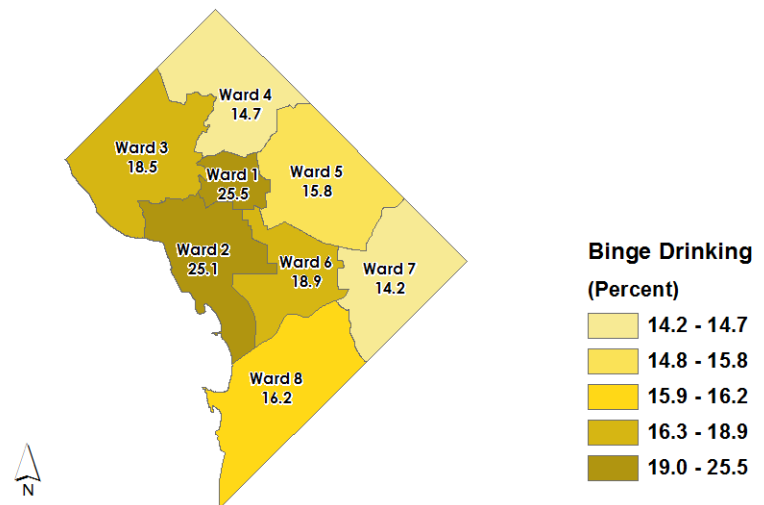 Ward 4
14.7
Ward 3
18.5
Ward 1
25.5
Ward 5
15.8
Ward 2
25.1
Ward 6
18.9
Ward 7
14.2
Ward 8
16.2
N
Binge Drinking
(Percent)
14.2 - 14.7
14.8 - 15.8
15.9 - 16.2
16.3 - 18.9
19.0 - 25.5